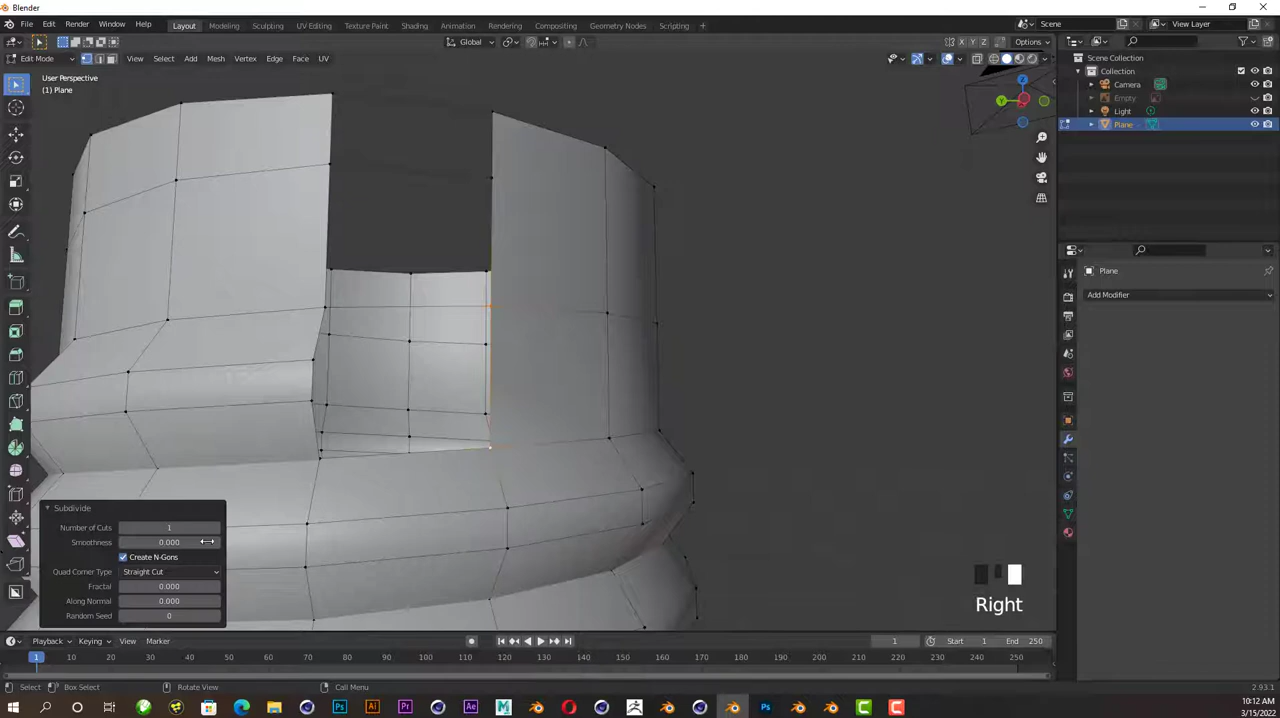 Blender
File Edit Render Window Help
Layout Modeling Sculpting UV Editing Texture Paint Shading Animation Rendering Compositing Geometry Nodes Scripting
Scene
View Layer
Global
X Y Z
Options
Edit Mode
View Select Add Mesh Vertex Edge Face UV
User Perspective
(1) Plane
Z
Y
Scene Collection
Collection
Camera
Empty
Light
Plane
Plane
Add Modifier
Subdivide
Number of Cuts 1
Smoothness 0.000
Create N-Gons
Quad Corner Type Straight Cut
Fractal 0.000
Along Normal 0.000
Random Seed 0
Right
Playback Keying View Marker
1
Start 1 End 250
1 10 20 30 40 50 60 70 80 90 100 110 120 130 140 150 160 170 180 190 200 210 220 230 240 250
Select Box Select Rotate View Call Menu
2.93.1
Ps Ai Pr Ae M Ps
10:12 AM
3/15/2022